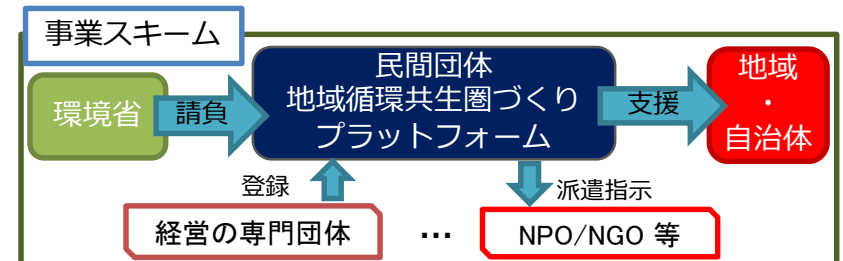 事業スキーム
環境省
請負
民間団体
地域循環共生圏づくり
プラットフォーム
支援
地域
・
自治体
登録
派遣指示
経営の専門団体
…
NPO/NGO 等